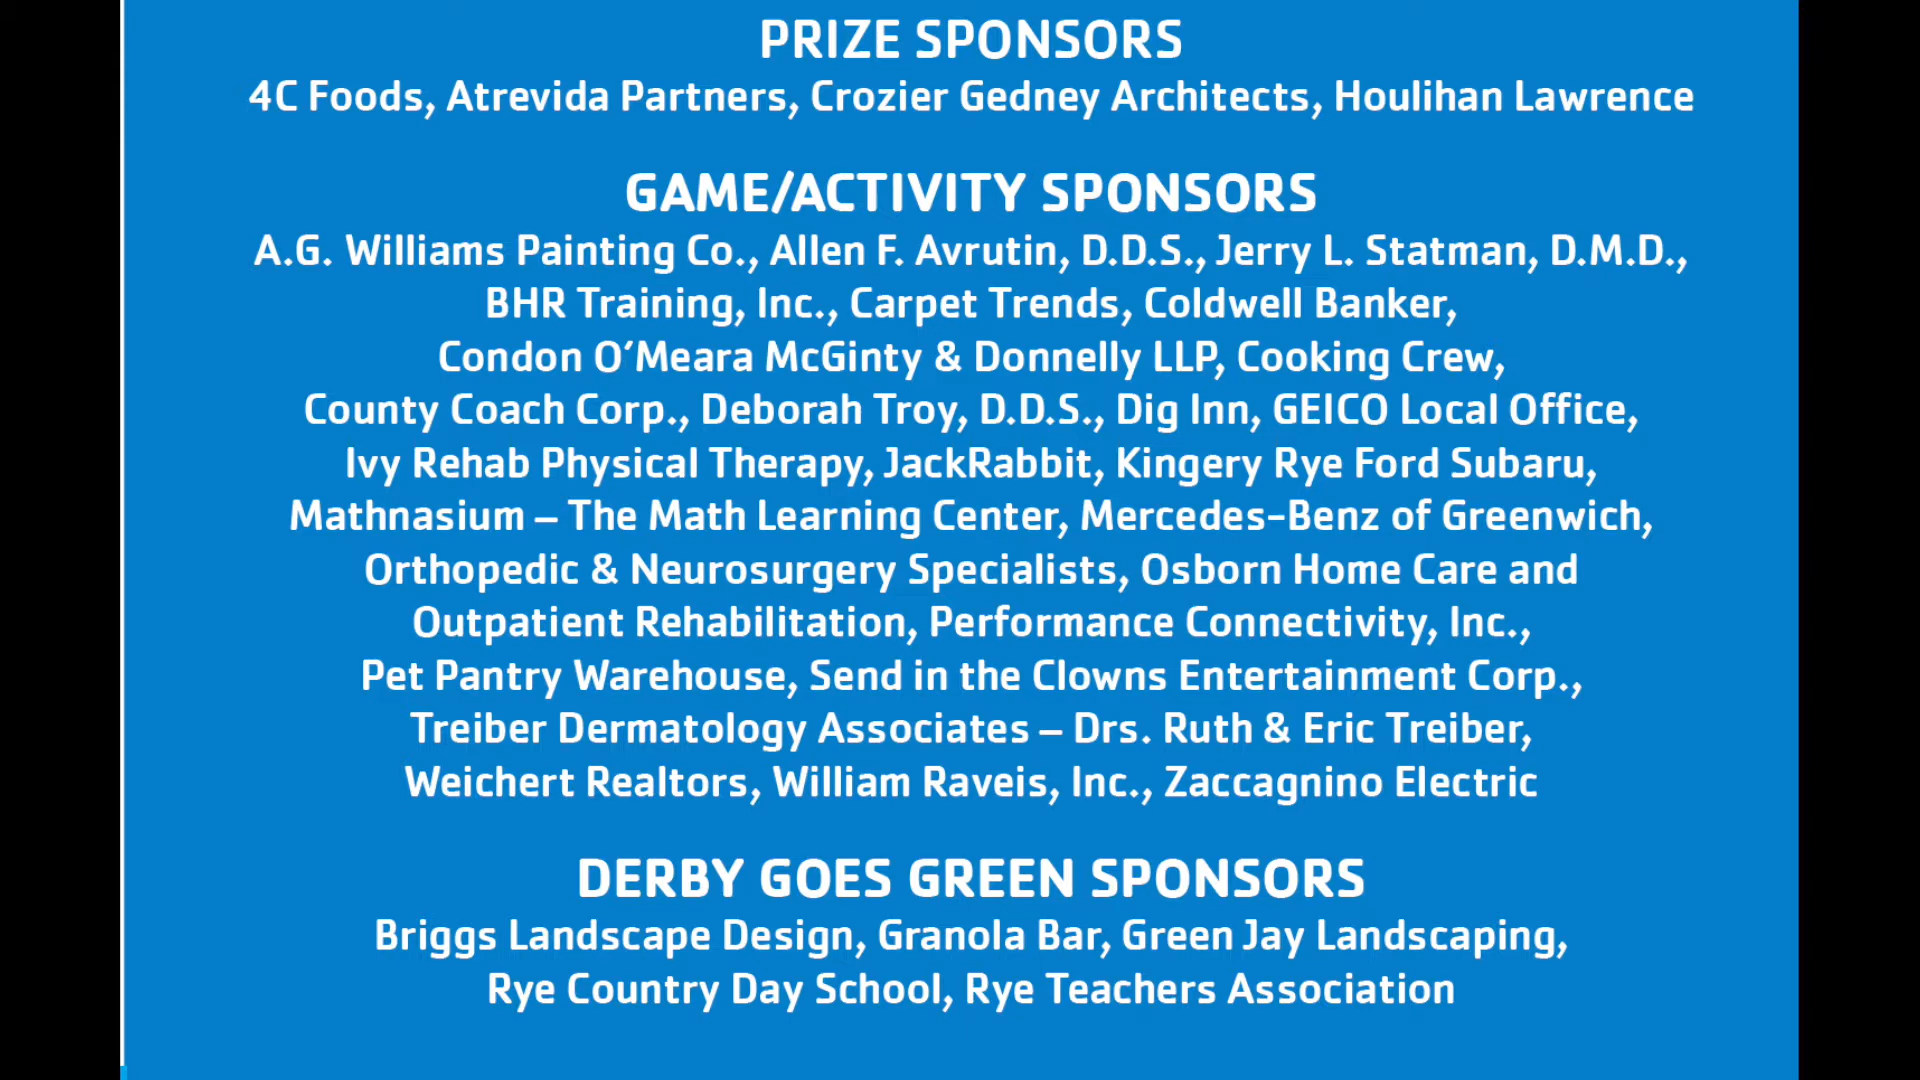 PRIZE SPONSORS
4C Foods, Atrevida Partners, Crozier Gedney Architects, Houlihan Lawrence
GAME/ACTIVITY SPONSORS
A.G. Williams Painting Co., Allen F. Avrutin, D.D.S., Jerry L. Statman, D.M.D.,
BHR Training, Inc., Carpet Trends, Coldwell Banker,
Condon O’Meara McGinty & Donnelly LLP, Cooking Crew,
County Coach Corp., Deborah Troy, D.D.S., Dig Inn, GEICO Local Office,
Ivy Rehab Physical Therapy, JackRabbit, Kingery Rye Ford Subaru,
Mathnasium – The Math Learning Center, Mercedes-Benz of Greenwich,
Orthopedic & Neurosurgery Specialists, Osborn Home Care and
Outpatient Rehabilitation, Performance Connectivity, Inc.,
Pet Pantry Warehouse, Send in the Clowns Entertainment Corp.,
Treiber Dermatology Associates – Drs. Ruth & Eric Treiber,
Weichert Realtors, William Raveis, Inc., Zaccagnino Electric
DERBY GOES GREEN SPONSORS
Briggs Landscape Design, Granola Bar, Green Jay Landscaping,
Rye Country Day School, Rye Teachers Association